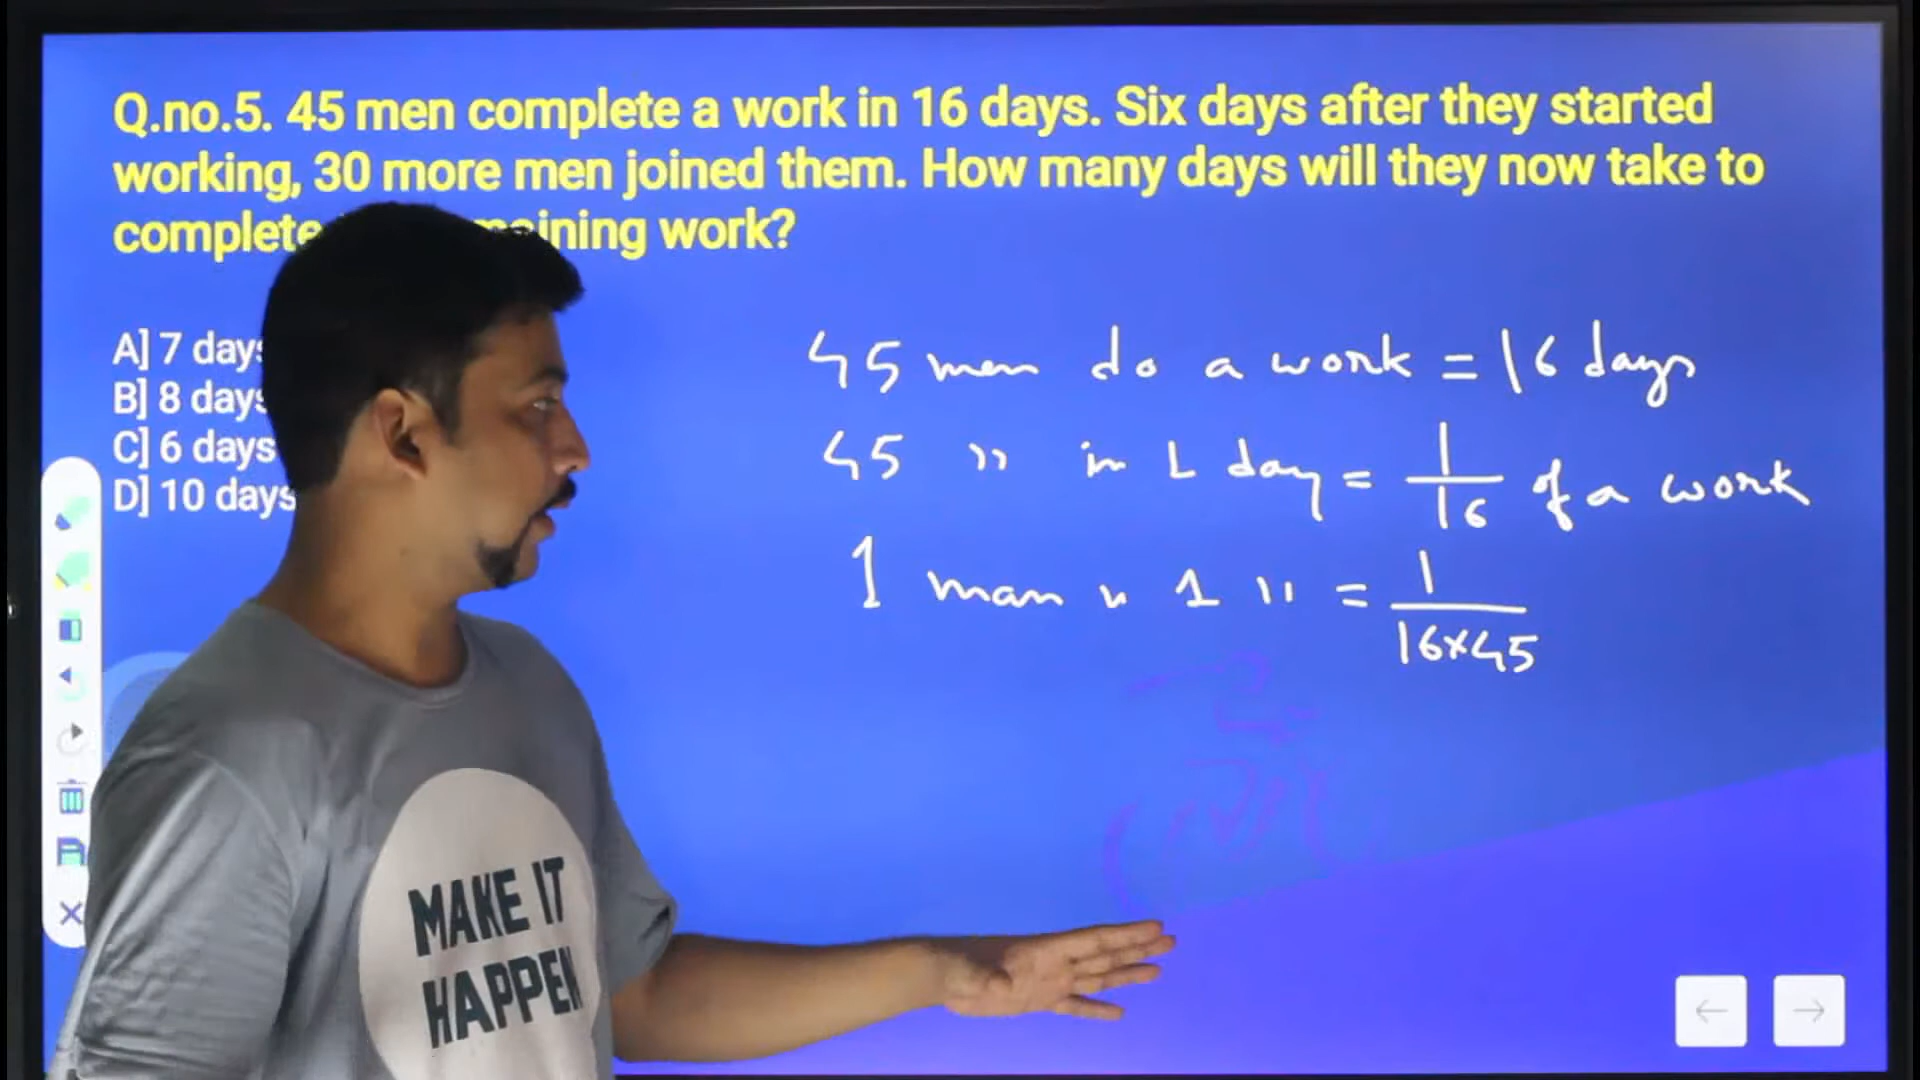 Q.no.5. 45 men complete a work in 16 days. Six days after they started
working, 30 more men joined them. How many days will they now take to
complete ining work?
A] 7 days
B] 8 days
C] 6 days
D] 10 days
45 men do a work = 16 days
45 " in 1 day = 1/16 of a work
1 man " 1 " = 1/16×45
MAKE IT
HAPPEN